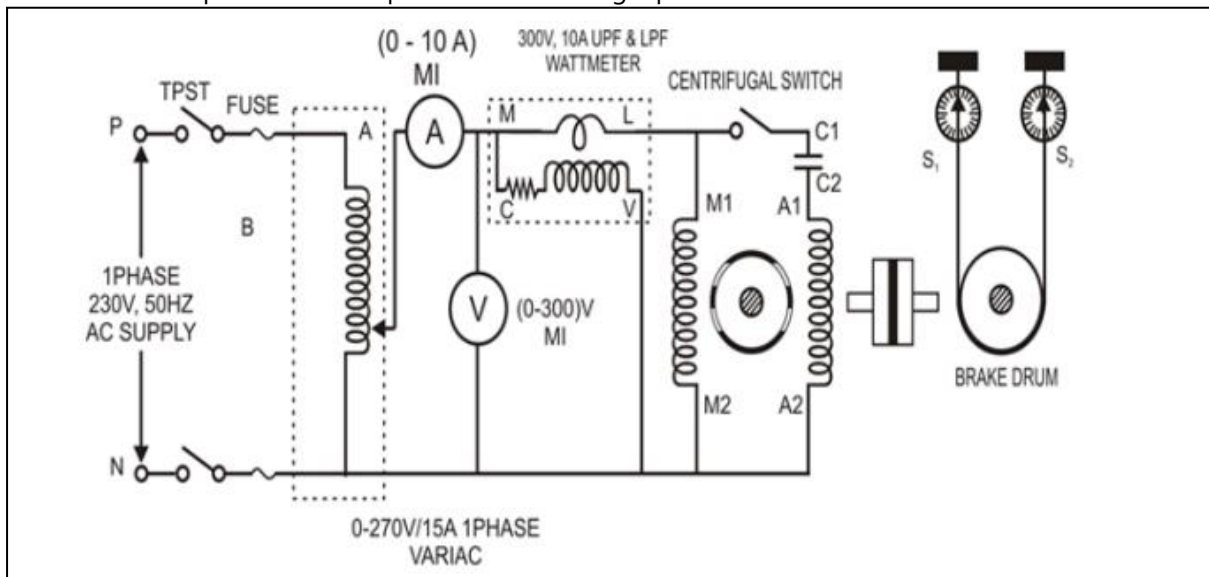 (0 - 10 A)
MI
300V, 10A UPF & LPF
WATTMETER
CENTRIFUGAL SWITCH
TPST
FUSE
P
A
A
M
L
C
V
C1
C2
S₁
S₂
B
M1
A1
1PHASE
230V, 50HZ
AC SUPPLY
V
(0-300)V
MI
BRAKE DRUM
M2
A2
N
0-270V/15A 1PHASE
VARIAC